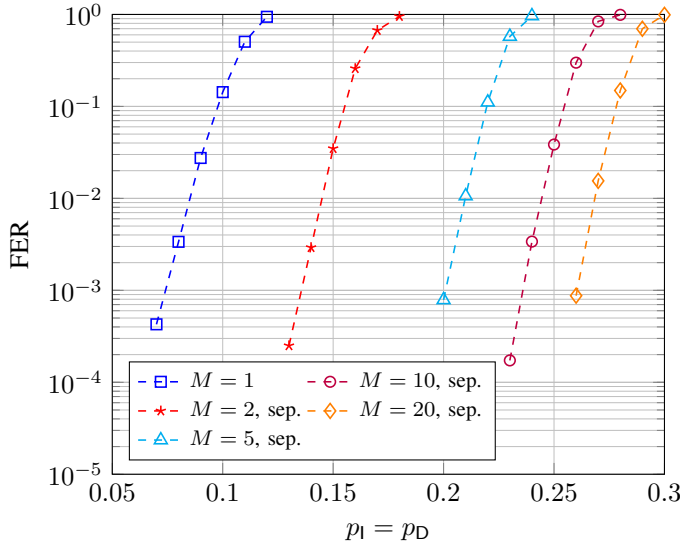 10^0
10^−1
10^−2
10^−3
10^−4
10^−5
FER
M = 1
M = 2, sep.
M = 5, sep.
M = 10, sep.
M = 20, sep.
0.05
0.1
0.15
0.2
0.25
0.3
p_I = p_D